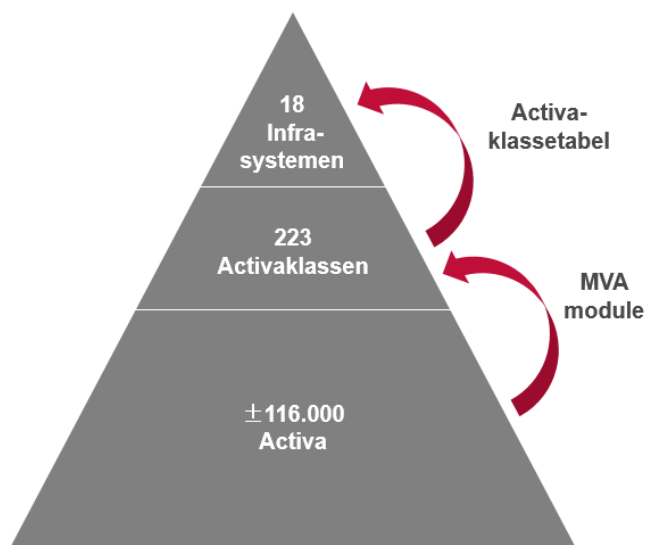 18
Infra-
systemen
Activa-
klassetabel
223
Activaklassen
MVA
module
±116.000
Activa